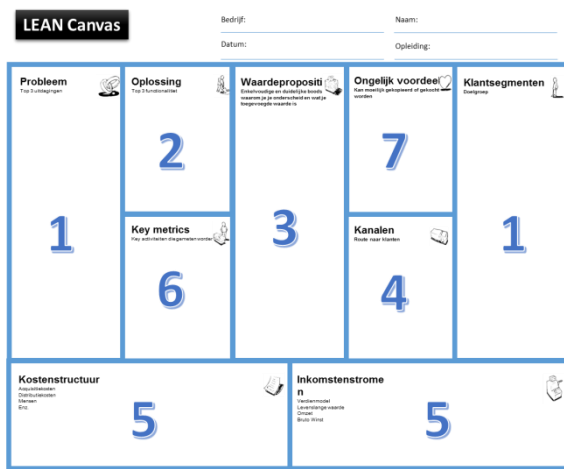 LEAN Canvas
Bedrijf:
Naam:
Datum:
Opleiding:
Probleem
Top 3 uitdagingen
1
Oplossing
Top 3 functionaliteit
2
Key metrics
Key activiteiten die gemeten worden
6
Waardepropositi
Enkelvoudige en duidelijke boods
waarom je je onderscheid en wat je
toegevoegde waarde is
3
Ongelijk voordeel
Kan moeilijk gekopieerd of gekocht
worden
7
Kanalen
Route naar klanten
4
Klantsegmenten
Doelgroep
1
Kostenstructuur
Acquisitiekosten
Distributiekosten
Mensen
Enz.
5
Inkomstenstrome
n
Verdienmodel
Levenslange waarde
Omzet
Bruto Winst
5